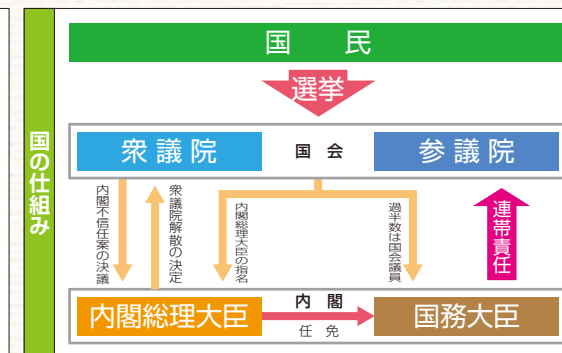 国の仕組み
国 民
選挙
衆議院
国 会
参議院
内閣不信任案の決議
衆議院解散の決定
内閣総理大臣の指名
過半数は国会議員
連帯責任
内閣総理大臣
内 閣
任 免
国務大臣